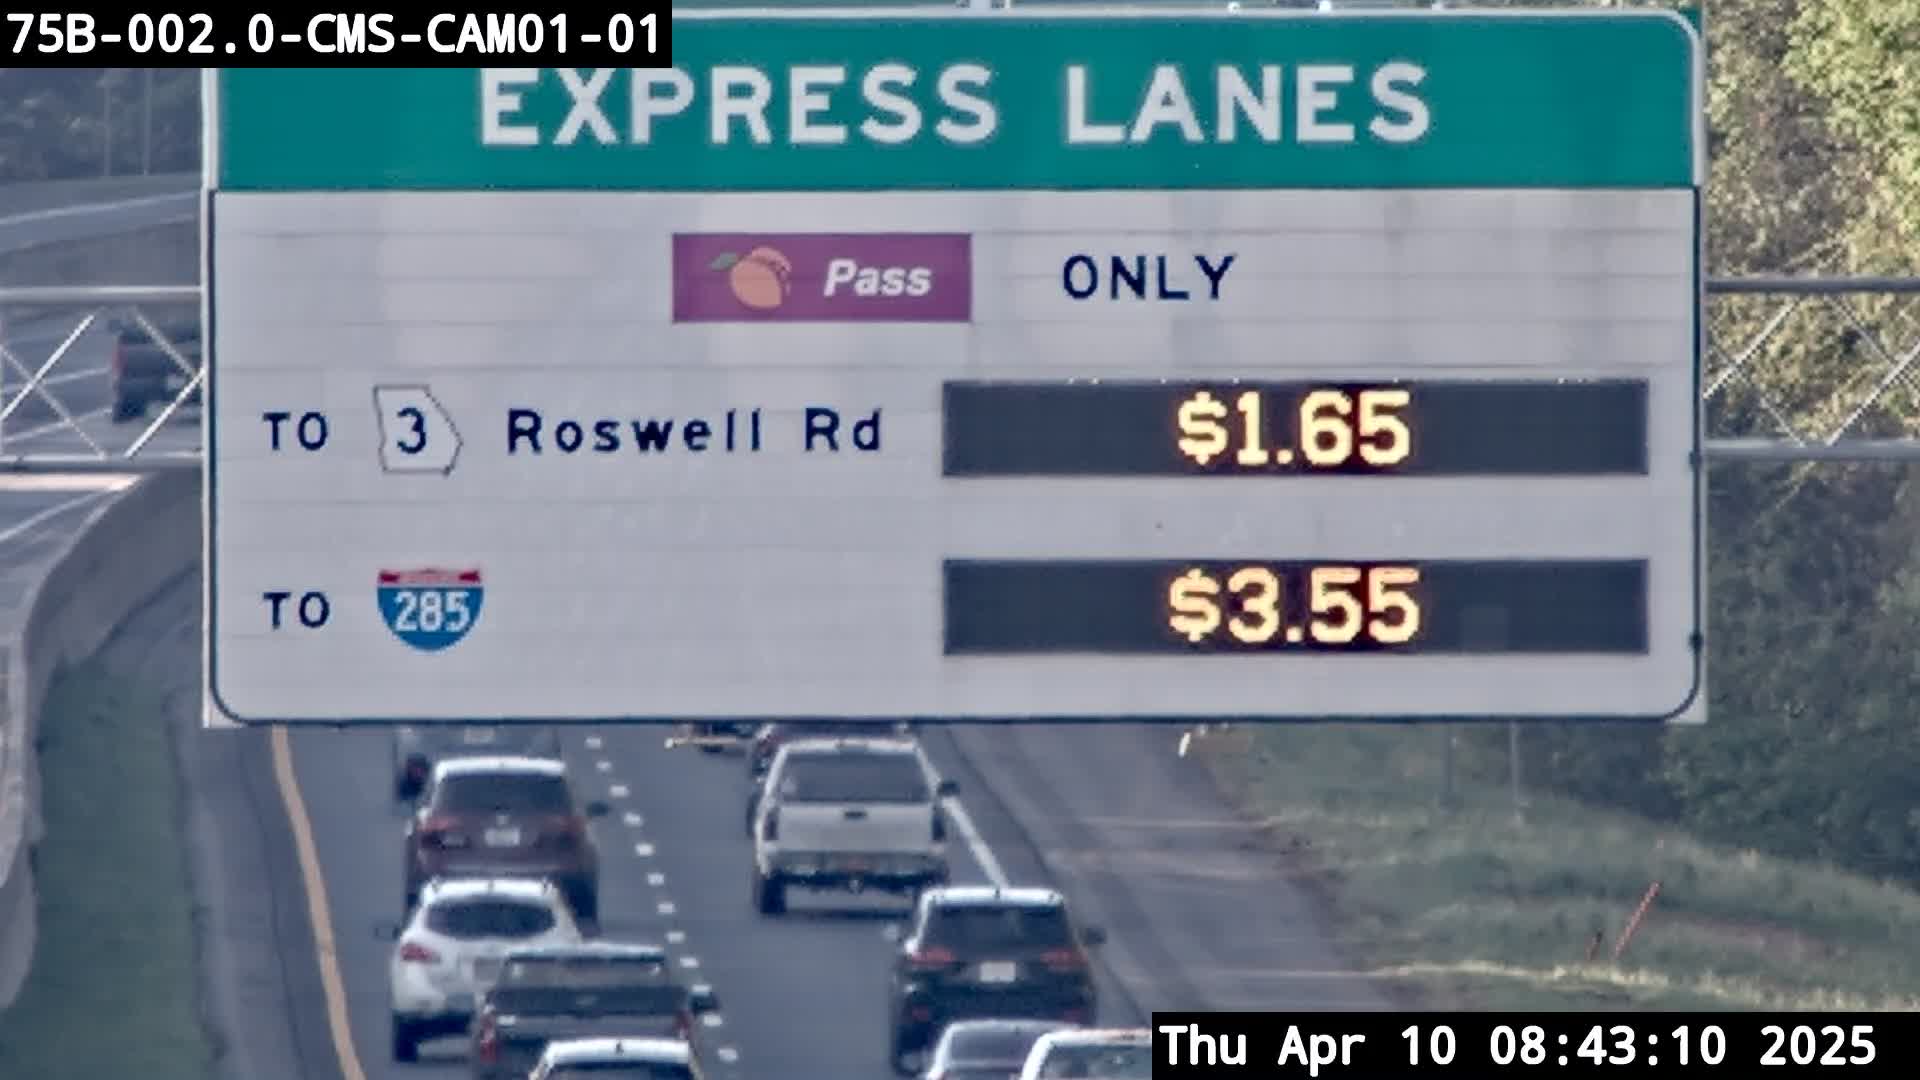 75B-002.0-CMS-CAM01-01
EXPRESS LANES
Pass ONLY
TO 3 Roswell Rd $1.65
TO 285 $3.55
Thu Apr 10 08:43:10 2025